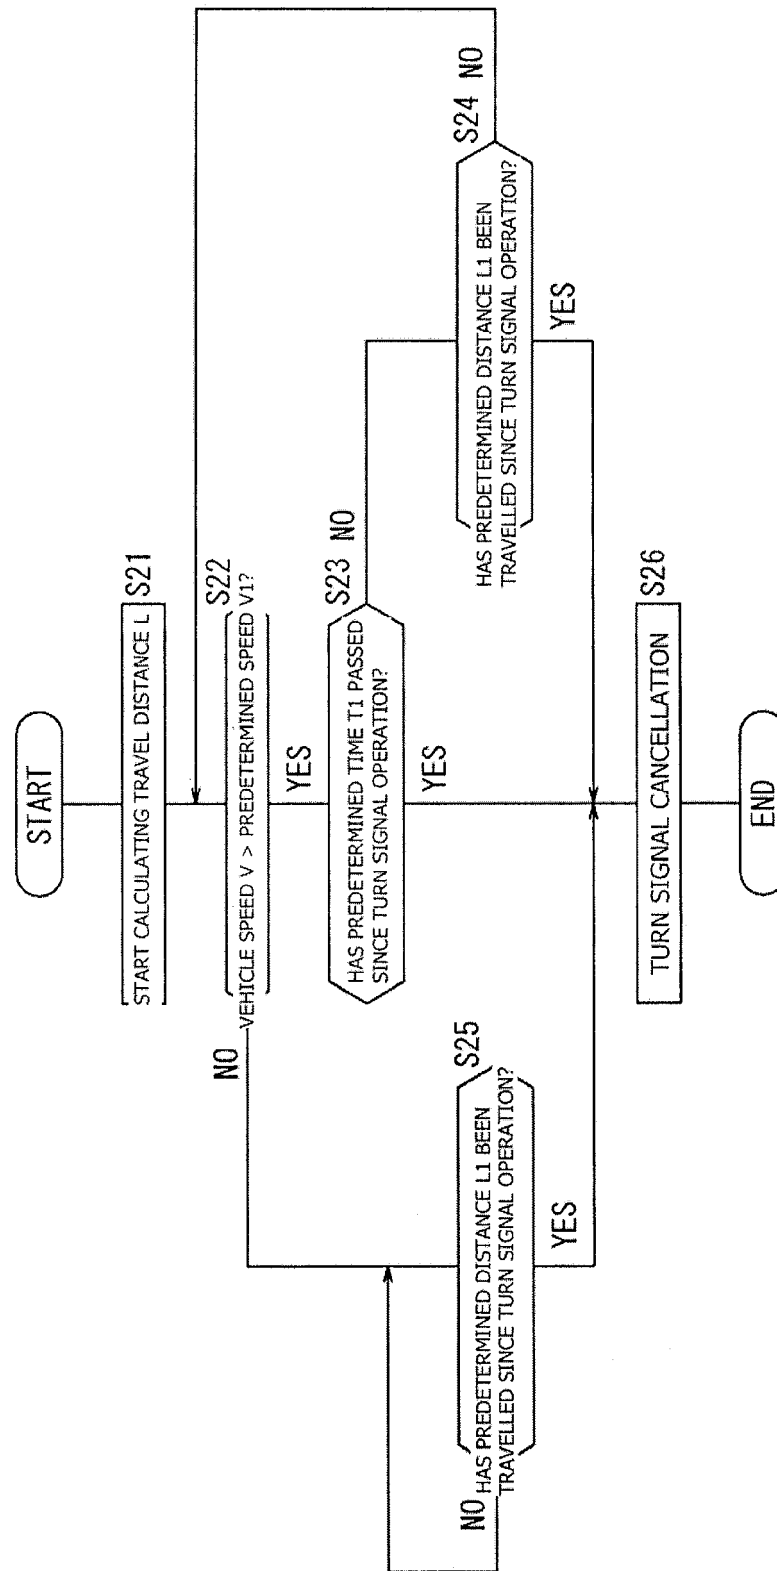 START
START CALCULATING TRAVEL DISTANCE L
S21
S22
VEHICLE SPEED V > PREDETERMINED SPEED V1?
NO
YES
S23
HAS PREDETERMINED TIME T1 PASSED
SINCE TURN SIGNAL OPERATION?
NO
YES
S24
NO
HAS PREDETERMINED DISTANCE L1 BEEN
TRAVELLED SINCE TURN SIGNAL OPERATION?
YES
S25
HAS PREDETERMINED DISTANCE L1 BEEN
TRAVELLED SINCE TURN SIGNAL OPERATION?
NO
YES
S26
TURN SIGNAL CANCELLATION
END